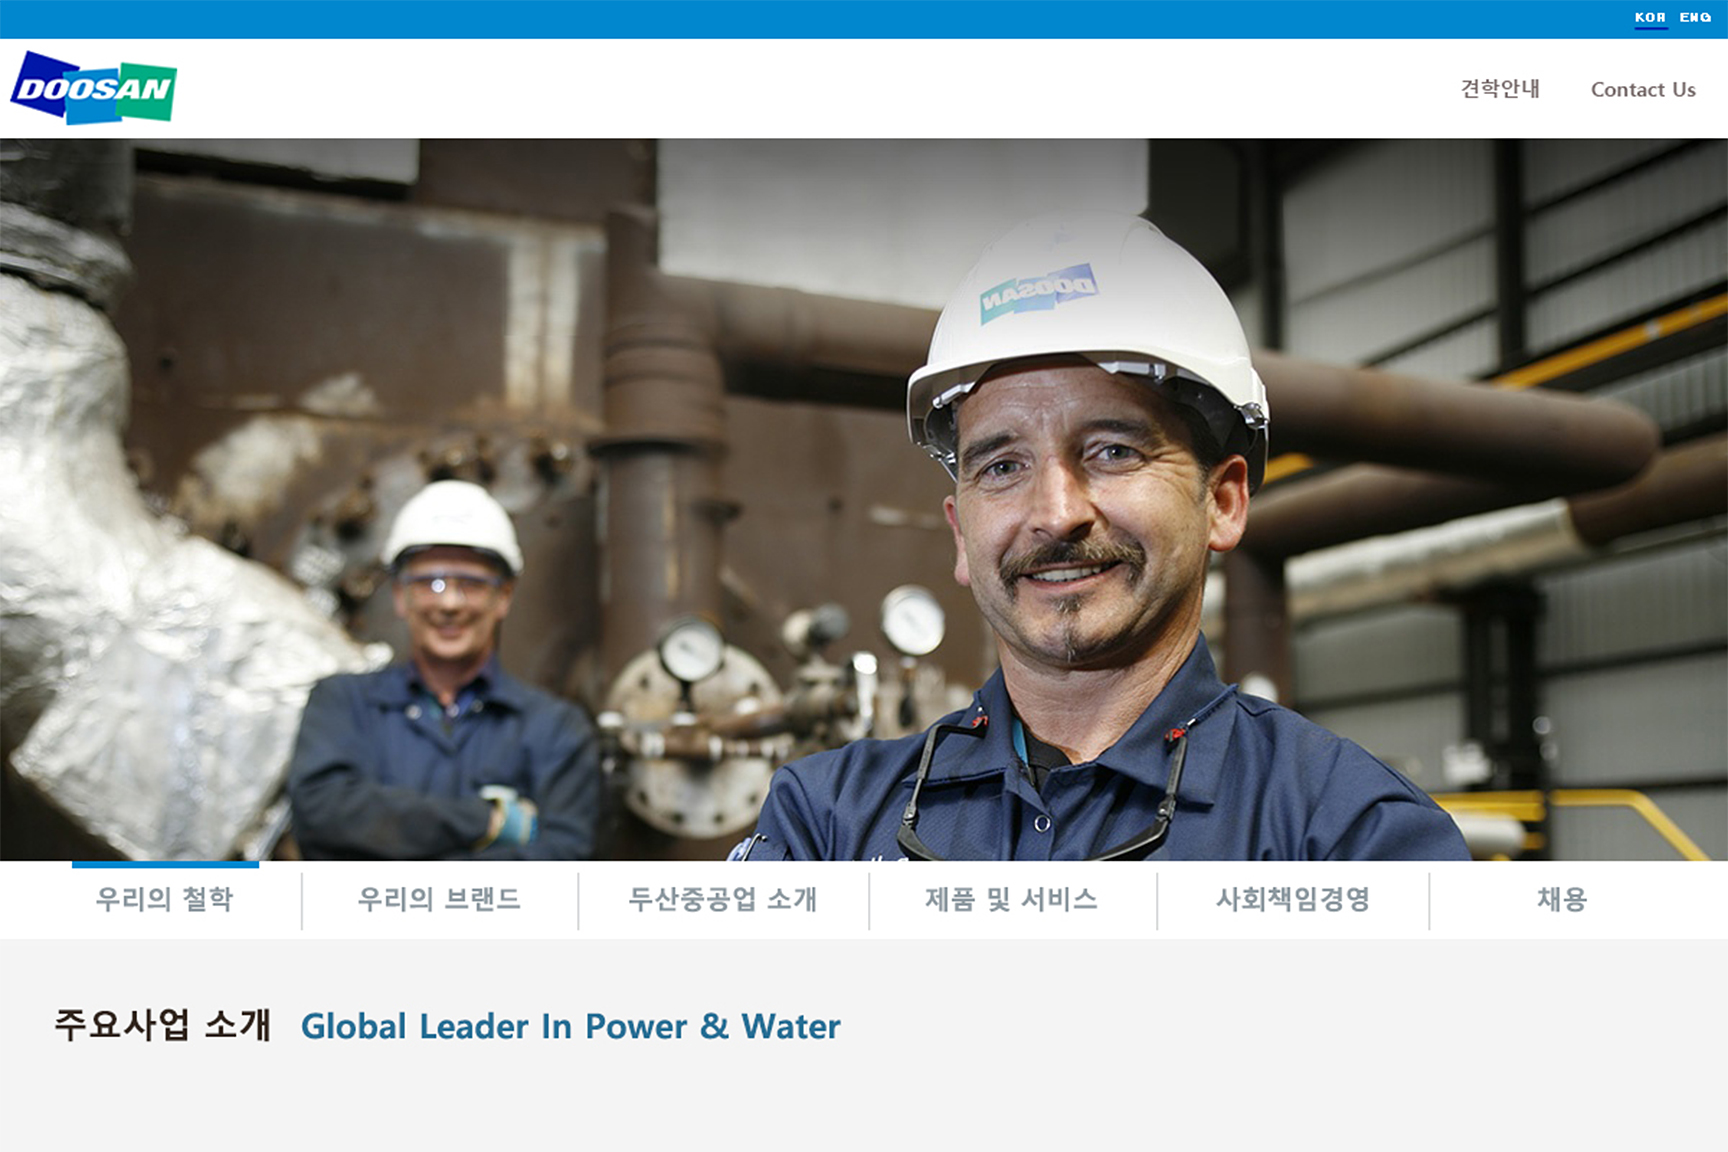 KOR ENG
DOOSAN
견학안내 Contact Us
DOOSAN
우리의 철학 우리의 브랜드 두산중공업 소개 제품 및 서비스 사회책임경영 채용
주요사업 소개 Global Leader In Power & Water